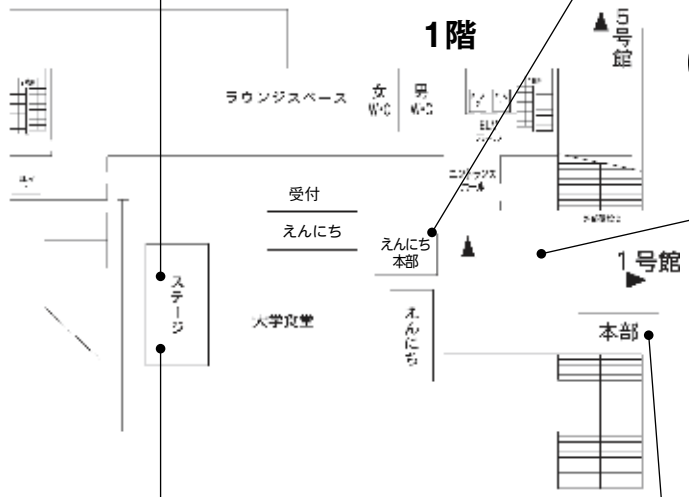 1階
▲5号館
ラウンジスペース
女
W・C
男
W・C
受付
えんにち
えんにち
本部
▲
1号館
▶
ステージ
大学食堂
えんにち
本部